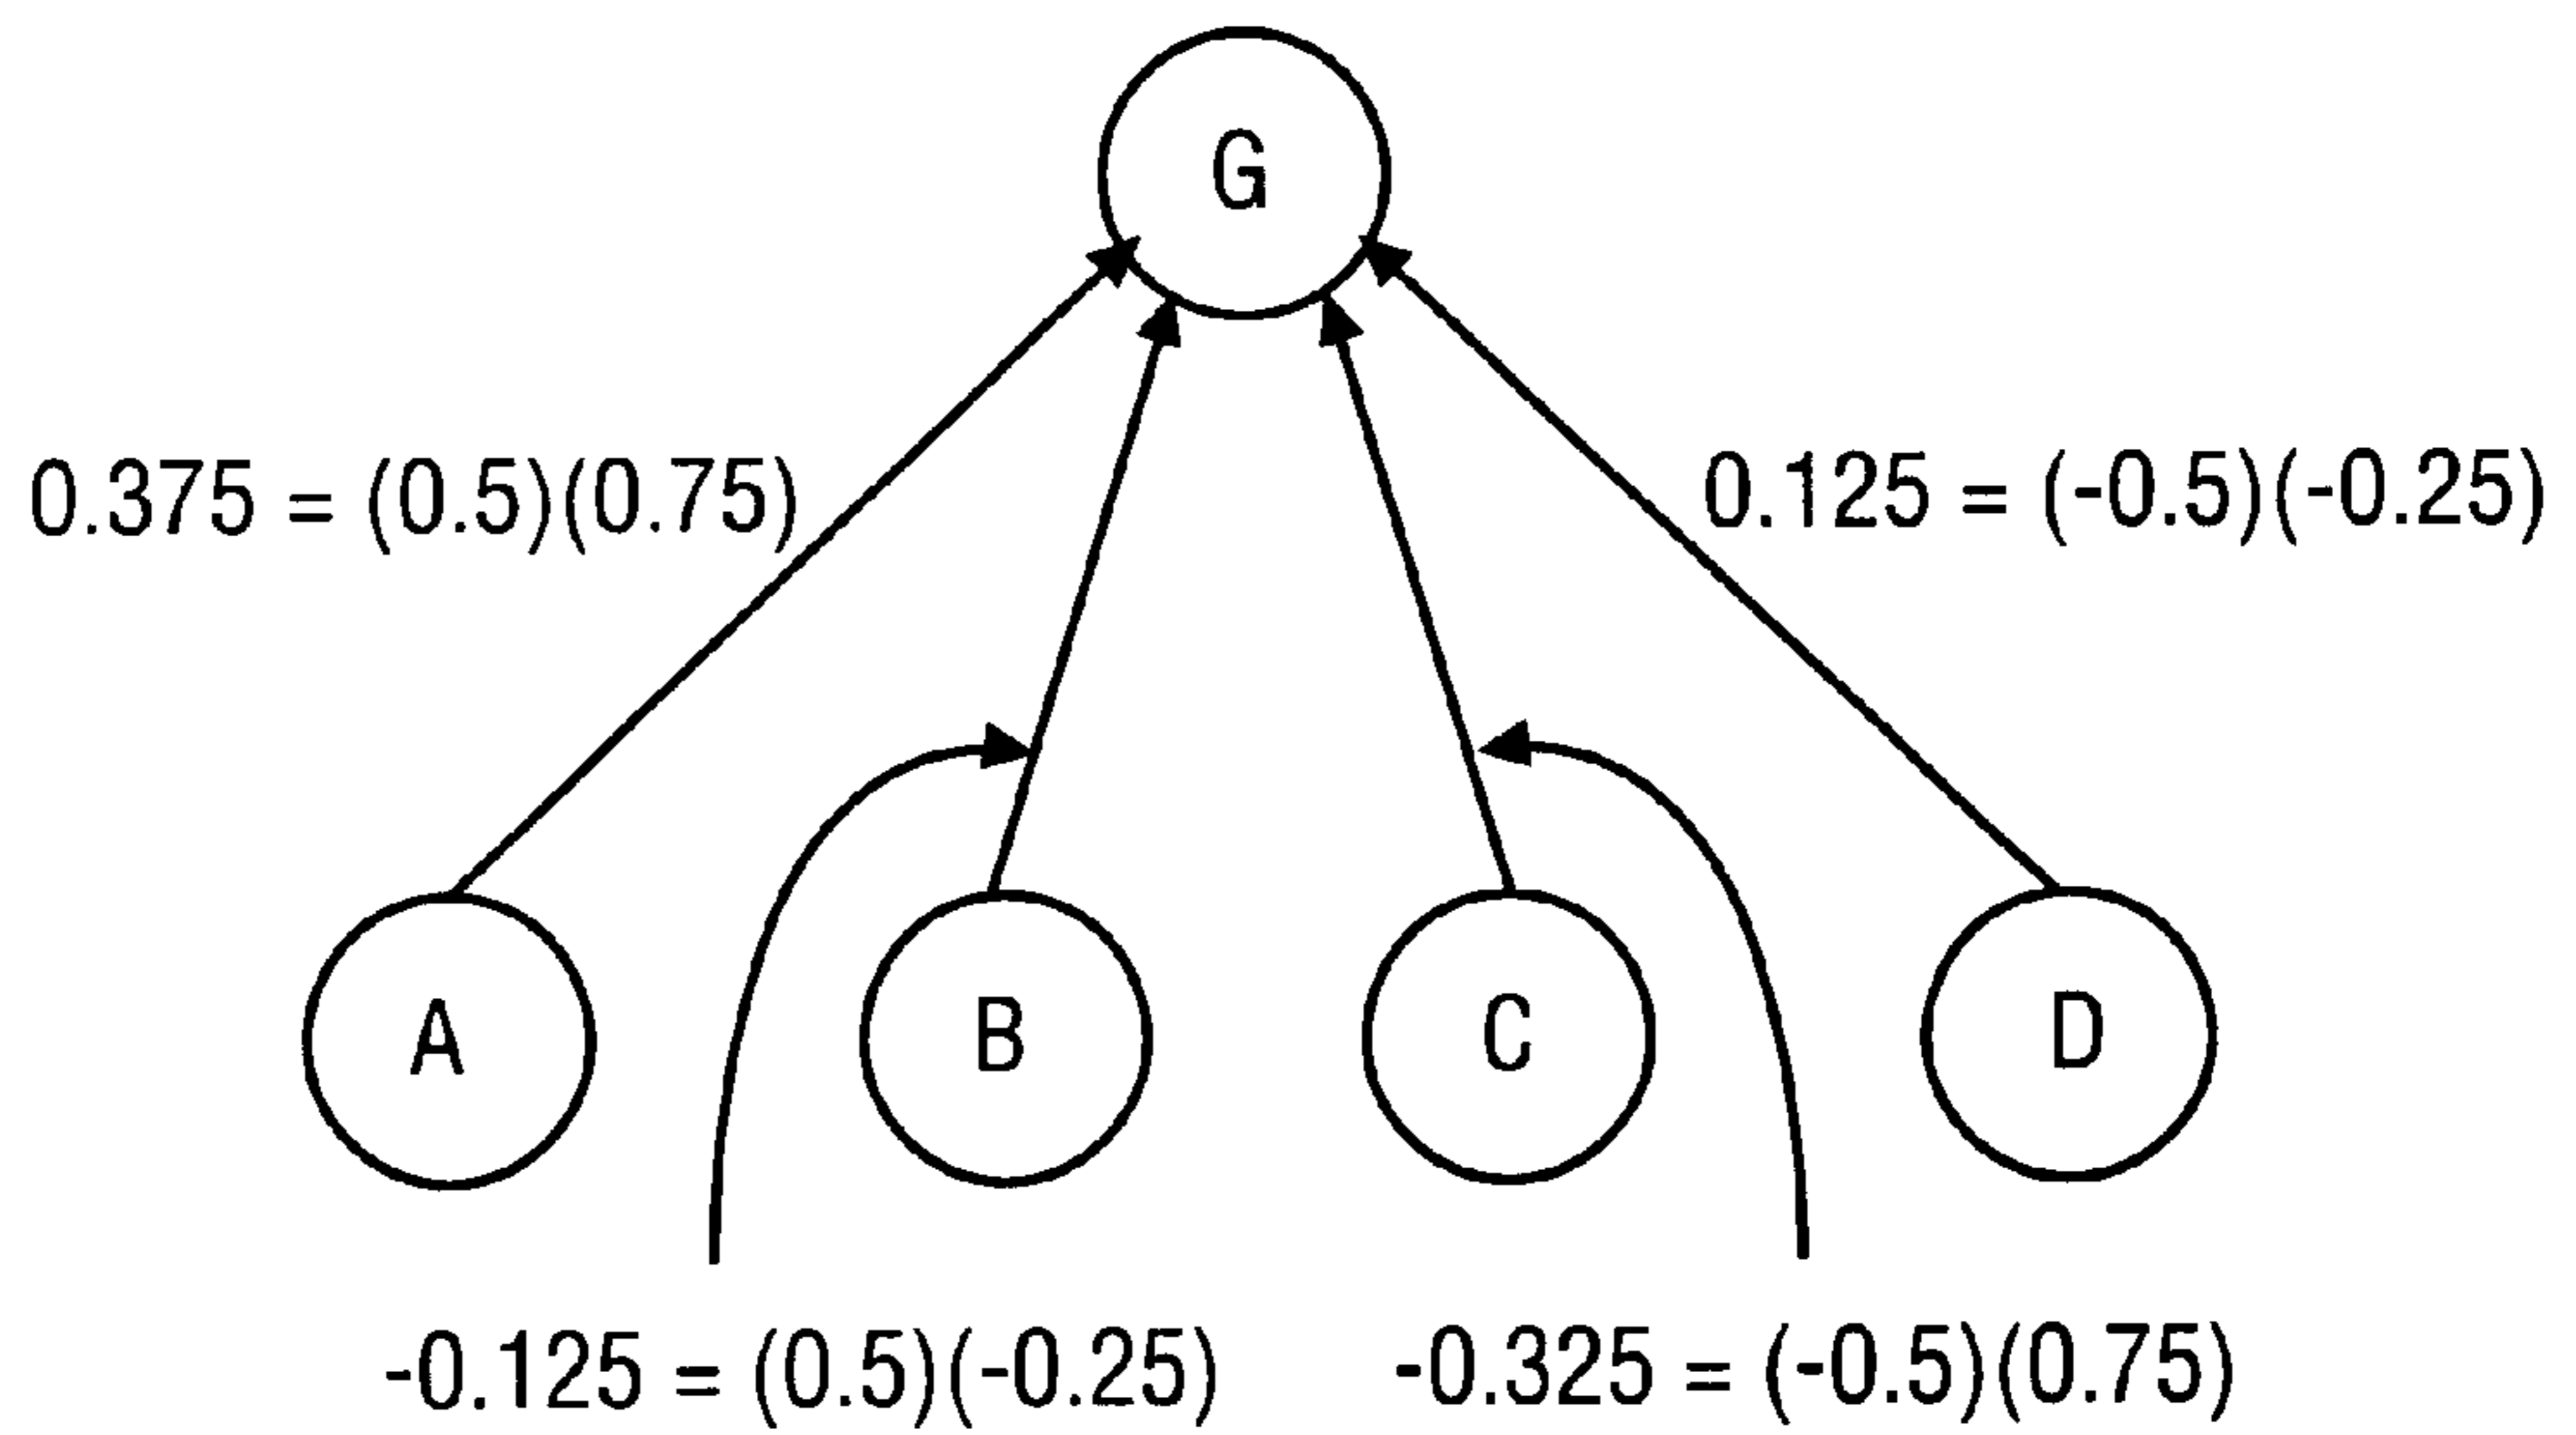 G
0.375 = (0.5)(0.75)
0.125 = (-0.5)(-0.25)
A
B
C
D
-0.125 = (0.5)(-0.25)
-0.325 = (-0.5)(0.75)